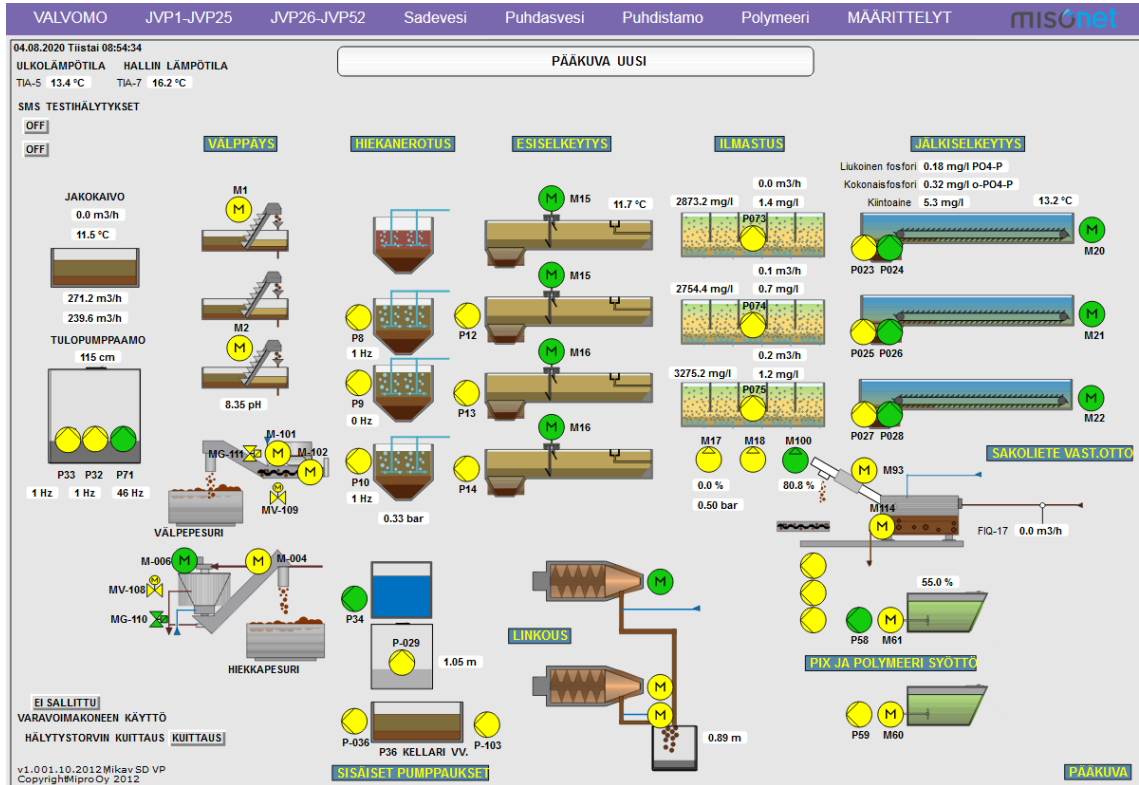 VALVOMO JVP1-JVP25 JVP26-JVP52 Sadevesi Puhdasvesi Puhdistamo Polymeeri MÄÄRITTELYT misonet
04.08.2020 Tiistai 08:54:34
PÄÄKUVA UUSI
ULKOLÄMPÖTILA HALLIN LÄMPÖTILA
TIA-5 13.4 °C TIA-7 16.2 °C
SMS TESTIHÄLYTYKSET
OFF
OFF
VÄLPPÄYS HIEKANEROTUS ESISELKEYTYS ILMASTUS JÄLKISELKEYTYS
Liukoinen fosfori 0.18 mg/l PO4-P
Kokonaisfosfori 0.32 mg/l o-PO4-P
Kiintoaine 5.3 mg/l
13.2 °C
JAKOKAIVO
0.0 m3/h
11.5 °C
271.2 m3/h
239.6 m3/h
TULOPUMPPAAMO
115 cm
P33 P32 P71
1 Hz 1 Hz 46 Hz
M1
M
M2
M
8.35 pH
M-101
M
MG-111
M-102
M
M
MV-109
VÄLPEPESURI
M-006 M
M M-004
M
MV-108
MG-110
HIEKKAPESURI
P8
1 Hz
P9
0 Hz
P10
1 Hz
0.33 bar
P12
P13
P14
M M15
11.7 °C
M M15
M M16
M M16
0.0 m3/h
2873.2 mg/l 1.4 mg/l
P073
0.1 m3/h
2754.4 mg/l 0.7 mg/l
P074
0.2 m3/h
3275.2 mg/l 1.2 mg/l
P075
M17 M18 M100
0.0 % 80.8 %
0.50 bar
P023 P024
M
M20
P025 P026
M
M21
P027 P028
M
M22
SAKOLIETE VAST.OTTO
M M93
M114
M
FIQ-17 0.0 m3/h
55.0 %
P58 M M61
PIX JA POLYMEERI SYÖTTÖ
P59 M M60
P34
P-029
1.05 m
P-036
P36 KELLARI VV.
P-103
SISÄISET PUMPPAUKSET
LINKOUS
M
M
M
0.89 m
EI SALLITTU
VARAVOIMAKONEEN KÄYTTÖ
HÄLYTYSTORVIN KUITTAUS KUITTAUS
v1.001.10.2012MikavSD VP
CopyrightMiproOy 2012
PÄÄKUVA